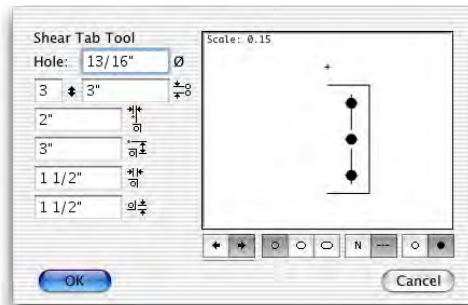 Shear Tab Tool
Hole: 13/16" Ø
3 3"
2"
3"
1 1/2"
1 1/2"
Scale: 0.15
N
OK
Cancel